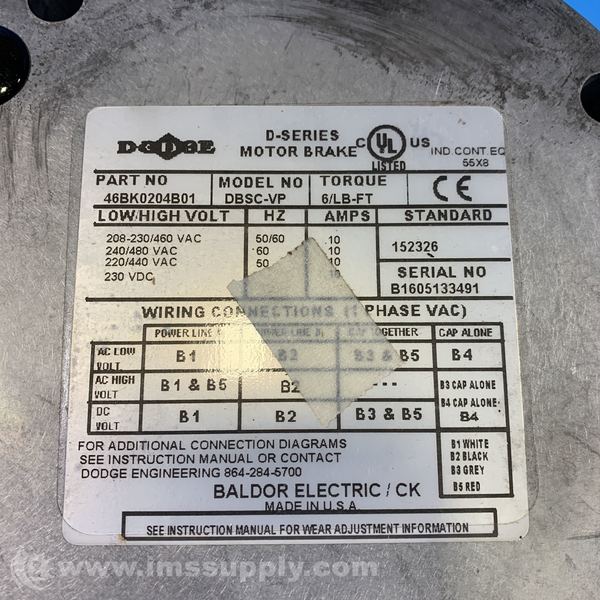 DODGE
D-SERIES
MOTOR BRAKE
C UL US
LISTED
IND CONT EQ
55X8
PART NO MODEL NO TORQUE
46BK0204B01 DBSC-VP 6/LB-FT CE
LOW/HIGH VOLT HZ AMPS STANDARD
208-230/460 VAC 50/60 .10
240/480 VAC 60 .10 152326
220/440 VAC 50 .10 SERIAL NO
230 VDC B1605133491
WIRING CONNECTIONS (1 PHASE VAC)
POWER LINE POWER LINE CAP TOGETHER CAP ALONE
AC LOW VOLT B1 B2 B3 & B5 B4
AC HIGH VOLT B1 & B5 B2 --- B3 CAP ALONE
B4 CAP ALONE
DC VOLT B1 B2 B3 & B5 B4
FOR ADDITIONAL CONNECTION DIAGRAMS B1 WHITE
SEE INSTRUCTION MANUAL OR CONTACT B2 BLACK
DODGE ENGINEERING 864-284-5700 B3 GREY
BALDOR ELECTRIC / CK B5 RED
MADE IN U.S.A
SEE INSTRUCTION MANUAL FOR WEAR ADJUSTMENT INFORMATION
www.imssupply.com